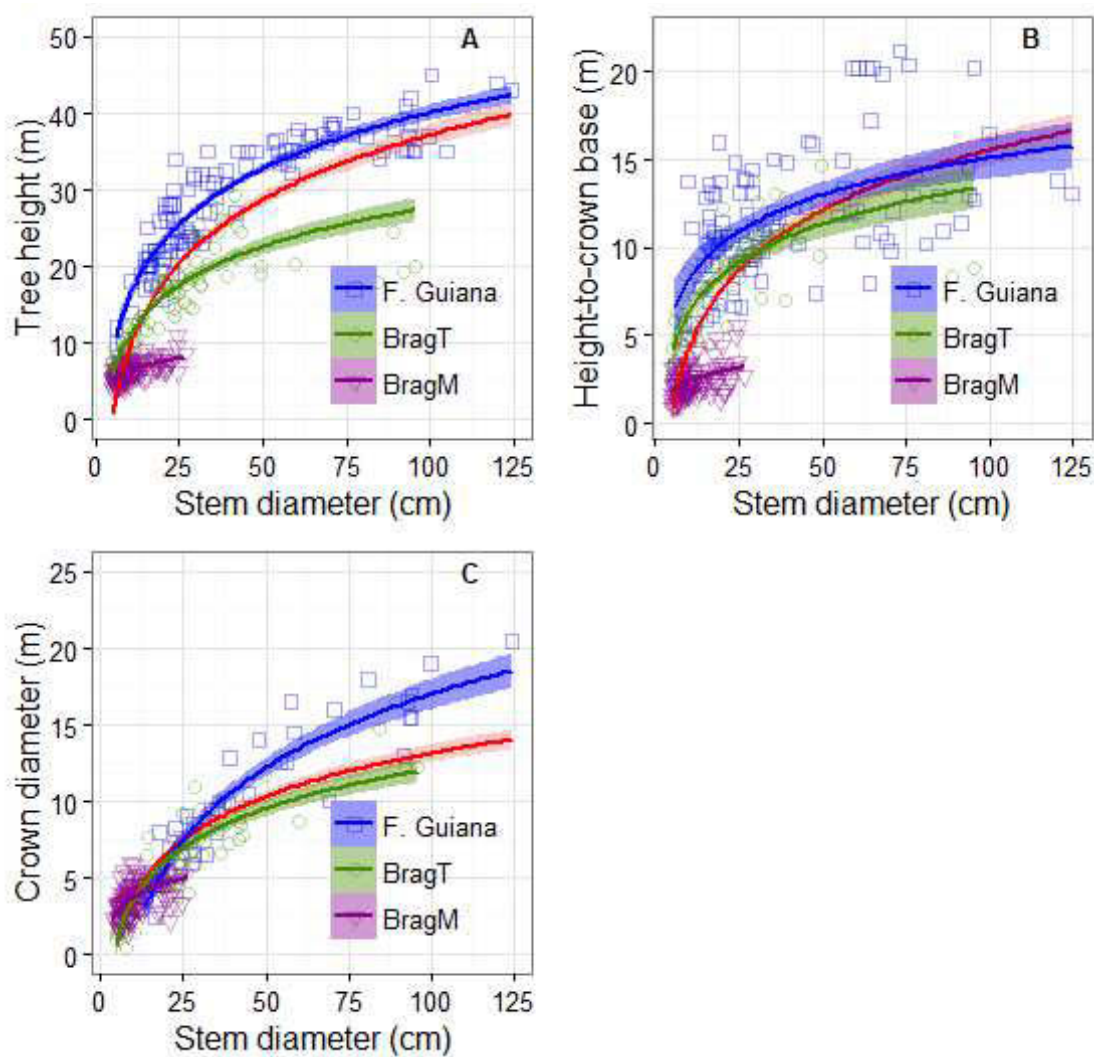 A
Tree height (m)
50
40
30
20
10
0
F. Guiana
BragT
BragM
0 25 50 75 100 125
Stem diameter (cm)
B
Height-to-crown base (m)
20
15
10
5
0
F. Guiana
BragT
BragM
0 25 50 75 100 125
Stem diameter (cm)
C
Crown diameter (m)
25
20
15
10
5
0
F. Guiana
BragT
BragM
0 25 50 75 100 125
Stem diameter (cm)